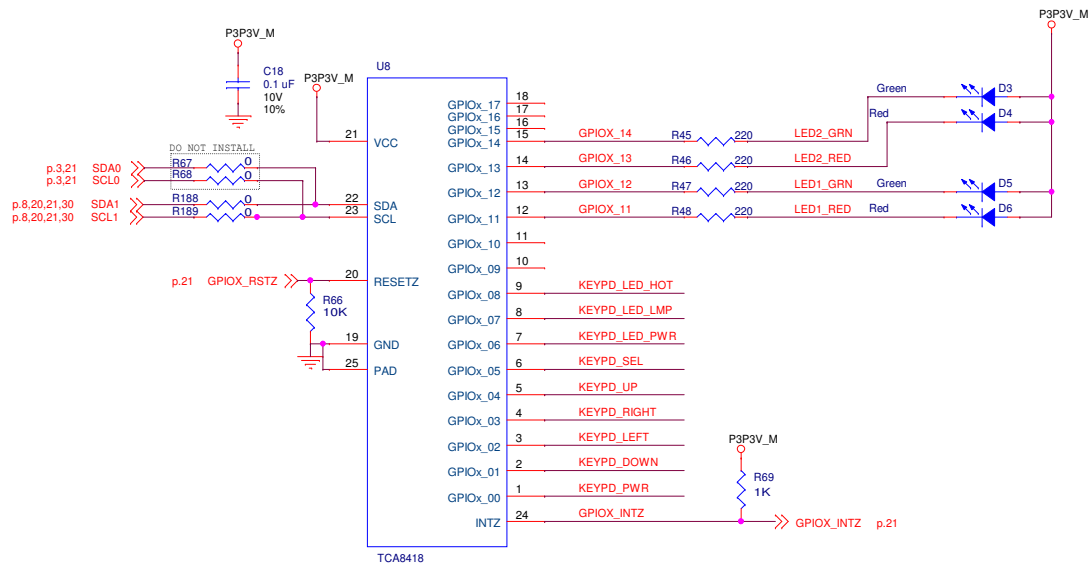 P3P3V_M
P3P3V_M
C18
0.1 uF
10V
10%
P3P3V_M
U8
VCC
21
DO NOT INSTALL
p.3,21 SDA0 R67 0
p.3,21 SCL0 R68 0
p.8,20,21,30 SDA1 R188 0 22 SDA
p.8,20,21,30 SCL1 R189 0 23 SCL
p.21 GPIOX_RSTZ 20 RESETZ
R66
10K
19 GND
25 PAD
GPIOx_17 18
GPIOx_16 17
GPIOx_15 16
GPIOx_14 15 GPIOX_14 R45 220 LED2_GRN Green D3
GPIOx_13 14 GPIOX_13 R46 220 LED2_RED Red D4
GPIOx_12 13 GPIOX_12 R47 220 LED1_GRN Green D5
GPIOx_11 12 GPIOX_11 R48 220 LED1_RED Red D6
GPIOx_10 11
GPIOx_09 10
GPIOx_08 9 KEYPD_LED_HOT
GPIOx_07 8 KEYPD_LED_LMP
GPIOx_06 7 KEYPD_LED_PWR
GPIOx_05 6 KEYPD_SEL
GPIOx_04 5 KEYPD_UP
GPIOx_03 4 KEYPD_RIGHT
GPIOx_02 3 KEYPD_LEFT
GPIOx_01 2 KEYPD_DOWN
GPIOx_00 1 KEYPD_PWR
INTZ 24 GPIOX_INTZ
P3P3V_M
R69
1K
GPIOX_INTZ p.21
TCA8418